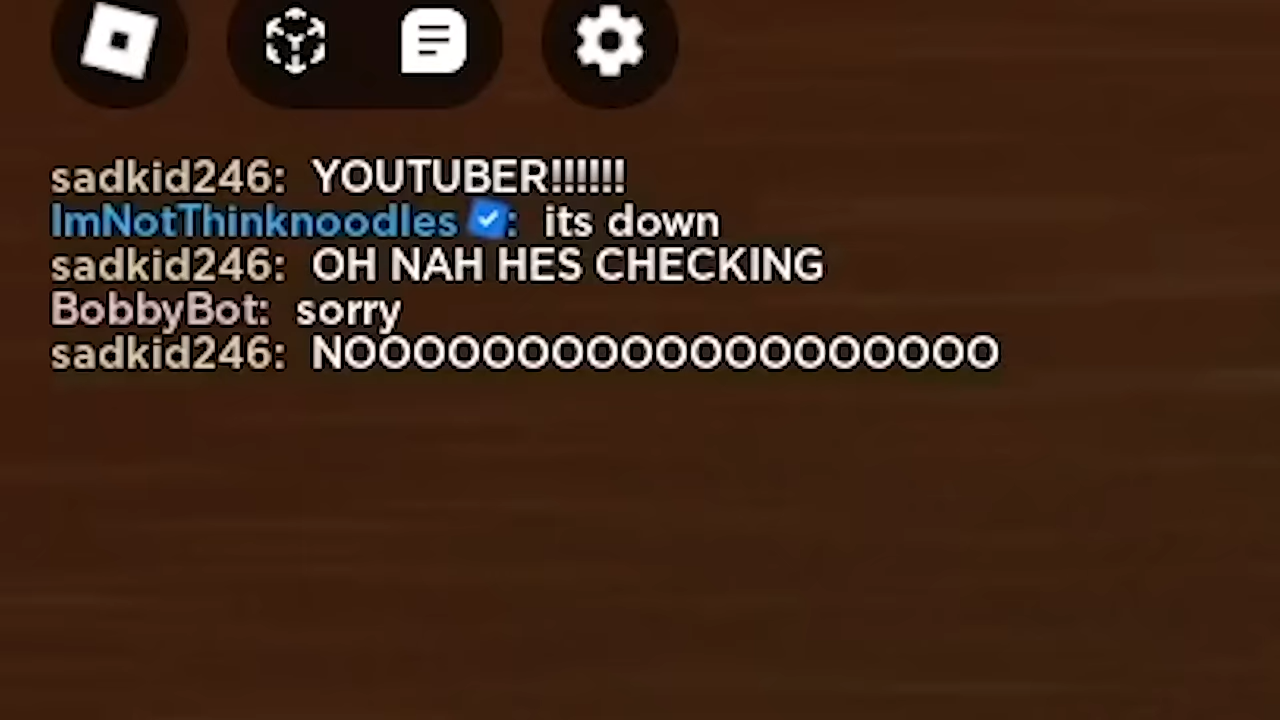 sadkid246: YOUTUBER!!!!!!
ImNotThinknoodles: its down
sadkid246: OH NAH HES CHECKING
BobbyBot: sorry
sadkid246: NOOOOOOOOOOOOOOOOOOO